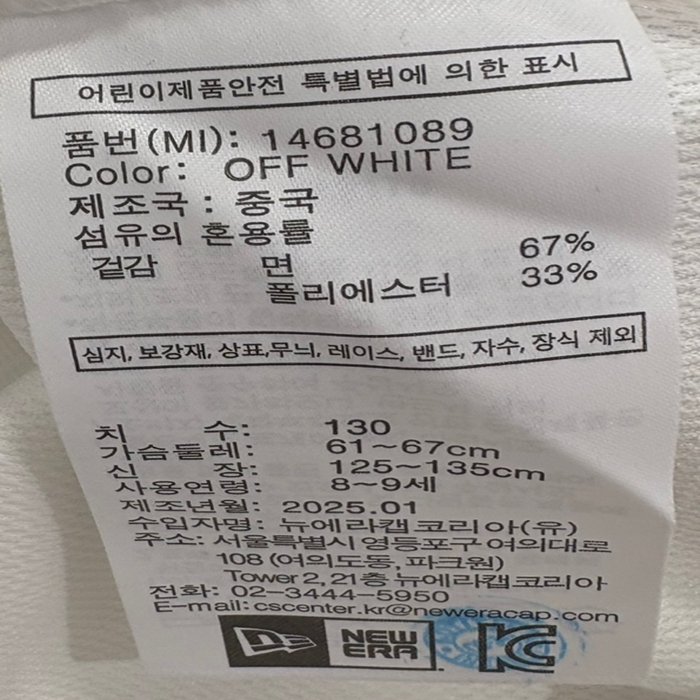 어린이제품안전 특별법에 의한 표시
품번(MI): 14681089
Color: OFF WHITE
제조국 : 중국
섬유의 혼용률
겉감 면 67%
폴리에스터 33%
심지, 보강재, 상표,무늬, 레이스, 밴드, 자수, 장식 제외
치 수: 130
가슴둘레: 61~67cm
신 장: 125~135cm
사용연령: 8~9세
제조년월: 2025.01
수입자명: 뉴에라캡코리아(유)
주소: 서울특별시 영등포구 여의대로
108 (여의도동, 파크원)
Tower 2, 21층 뉴에라캡코리아
전화: 02-3444-5950
E-mail: cscenter.kr@neweracap.com
NE NEW ERA KC